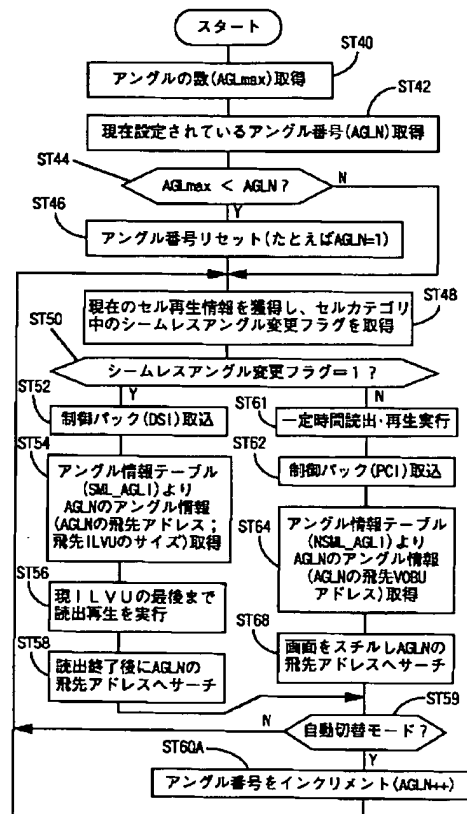 スタート
ST40
アングルの数(AGLmax)取得
ST42
現在設定されているアングル番号(AGLN)取得
ST44
AGLmax < AGLN ?
N
Y
ST46
アングル番号リセット(たとえばAGLN=1)
現在のセル再生情報を獲得し、セルカテゴリ
中のシームレスアングル変更フラグを取得
ST48
ST50
シームレスアングル変更フラグ=1 ?
Y
N
ST52
制御パック(DSI)取込
ST61
一定時間読出・再生実行
ST62
制御パック(PCI)取込
ST54
アングル情報テーブル
(SML_AGLI)より
AGLNのアングル情報
(AGLNの飛先アドレス;
飛先ILVUのサイズ)取得
ST64
アングル情報テーブル
(NSML_AGLI)より
AGLNのアングル情報
(AGLNの飛先VOBU
アドレス)取得
ST56
現ILVUの最後まで
読出再生を実行
ST68
画面をスチルしAGLNの
飛先アドレスへサーチ
ST58
読出終了後にAGLNの
飛先アドレスへサーチ
ST59
自動切替モード?
N
Y
ST60A
アングル番号をインクリメント(AGLN++)